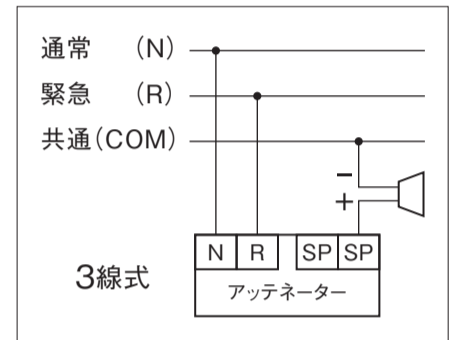 通常 (N)
緊急 (R)
共通(COM)
−
+
N R SP SP
3線式
アッテネーター